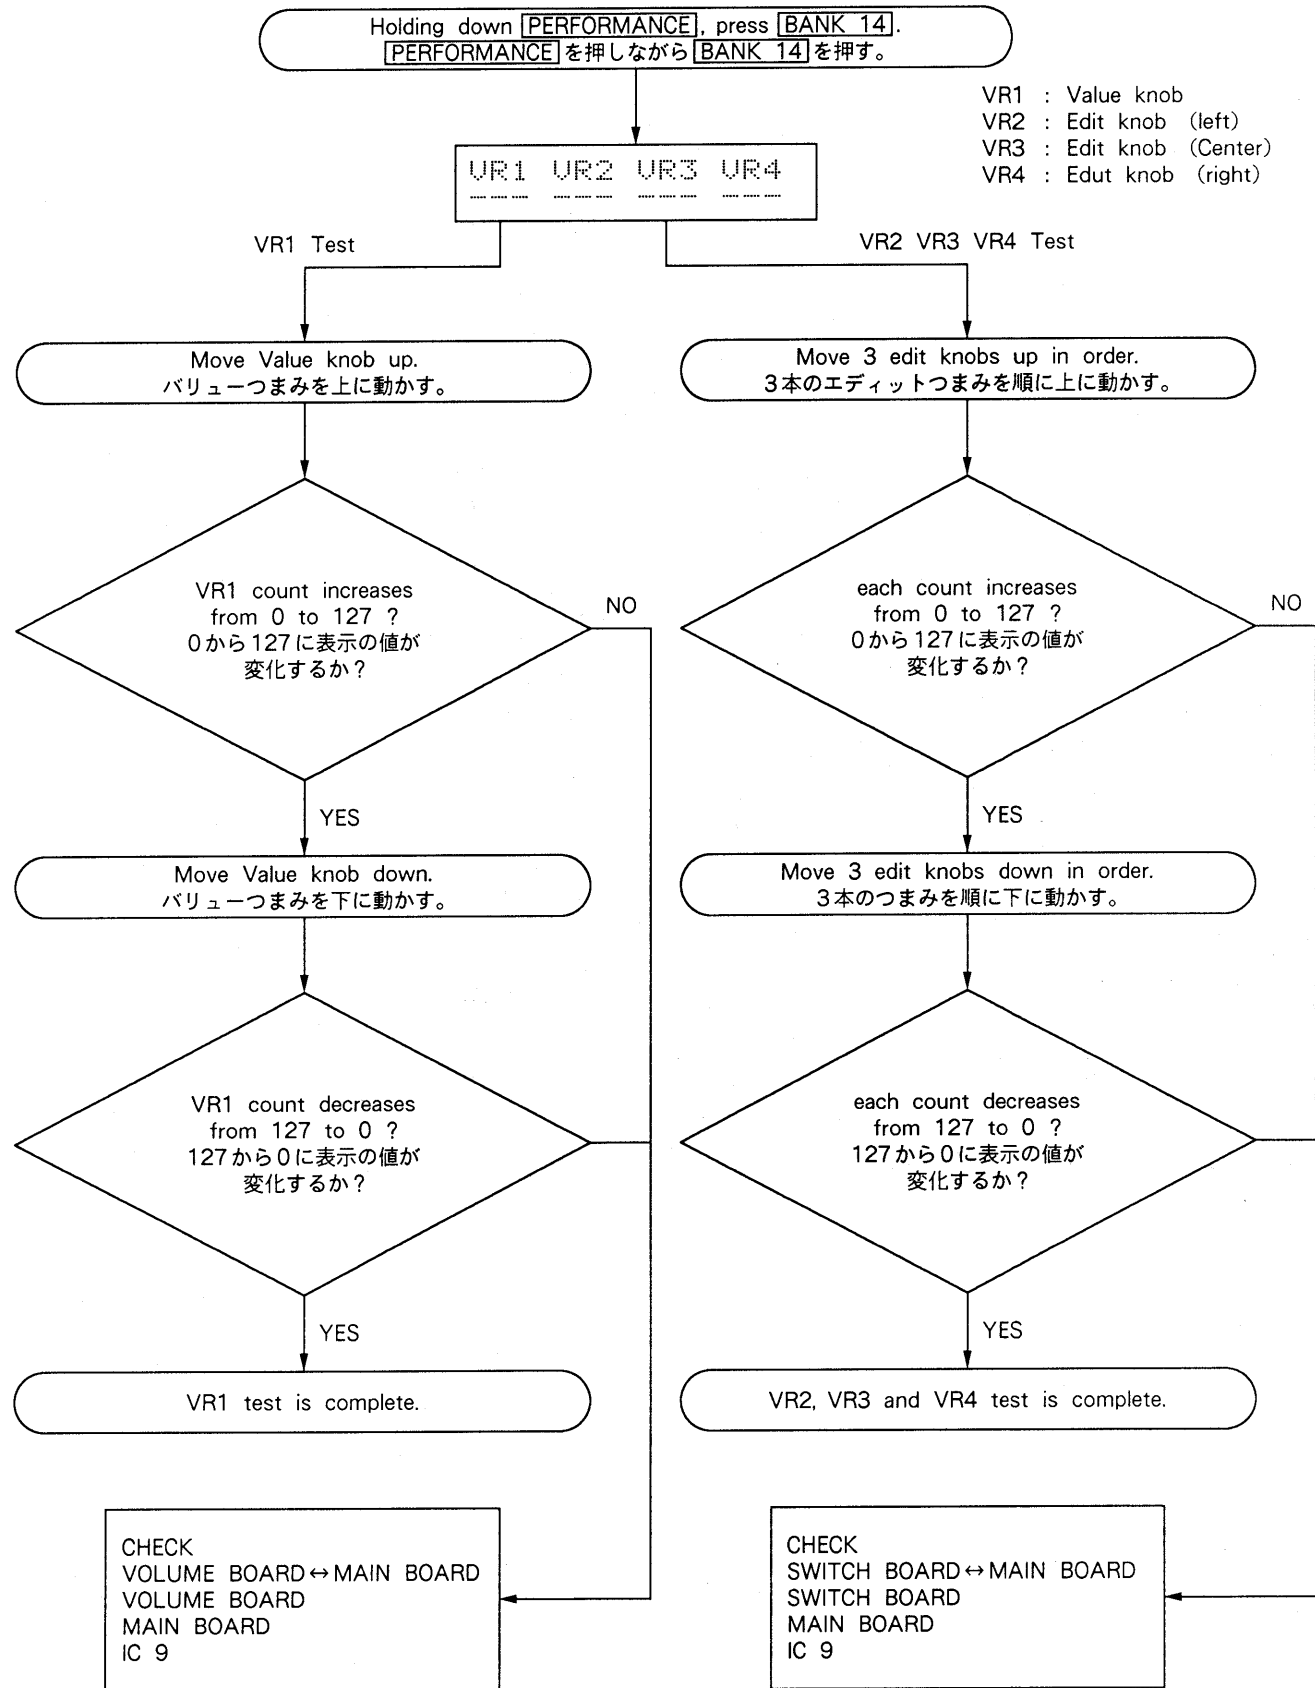 Holding down PERFORMANCE, press BANK 14.
PERFORMANCEを押しながらBANK 14を押す。
VR1 : Value knob
VR2 : Edit knob (left)
VR3 : Edit knob (Center)
VR4 : Edut knob (right)
VR1 VR2 VR3 VR4
--- --- --- ---
VR1 Test
VR2 VR3 VR4 Test
Move Value knob up.
バリューつまみを上に動かす。
Move 3 edit knobs up in order.
3本のエディットつまみを順に上に動かす。
VR1 count increases
from 0 to 127 ?
0から127に表示の値が
変化するか?
NO
each count increases
from 0 to 127 ?
0から127に表示の値が
変化するか?
NO
YES
YES
Move Value knob down.
バリューつまみを下に動かす。
Move 3 edit knobs down in order.
3本のつまみを順に下に動かす。
VR1 count decreases
from 127 to 0 ?
127から0に表示の値が
変化するか?
each count decreases
from 127 to 0 ?
127から0に表示の値が
変化するか?
YES
YES
VR1 test is complete.
VR2, VR3 and VR4 test is complete.
CHECK
VOLUME BOARD↔MAIN BOARD
VOLUME BOARD
MAIN BOARD
IC 9
CHECK
SWITCH BOARD↔MAIN BOARD
SWITCH BOARD
MAIN BOARD
IC 9